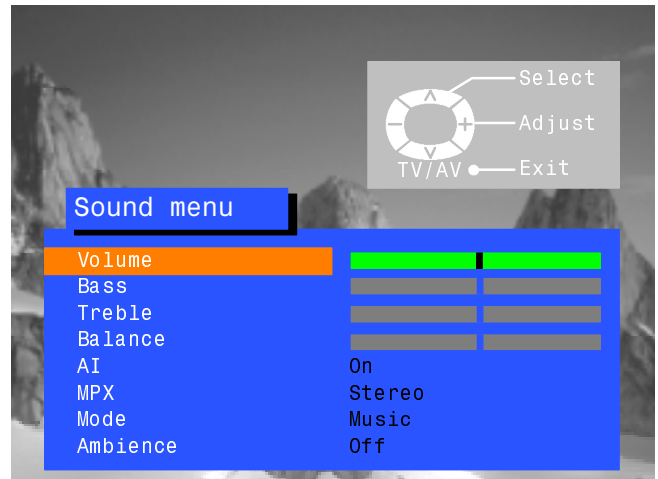 Select
Adjust
TV/AV Exit
Sound menu
Volume
Bass
Treble
Balance
AI On
MPX Stereo
Mode Music
Ambience Off